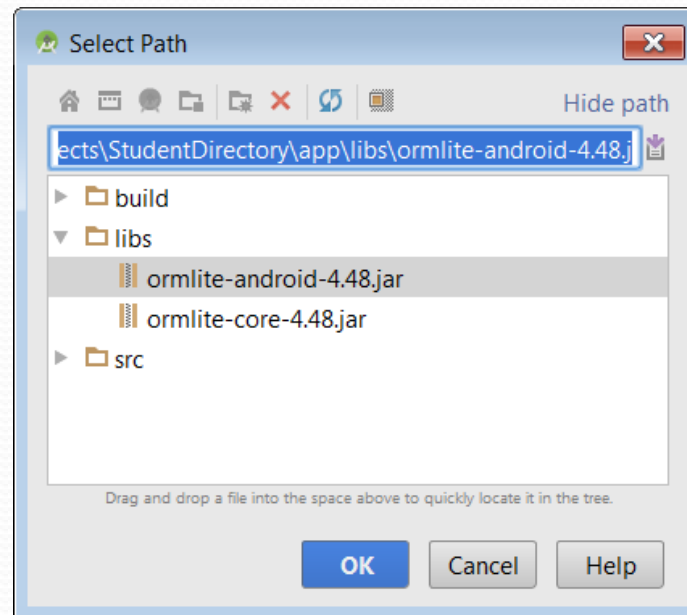 Select Path
Hide path
ects\StudentDirectory\app\libs\ormlite-android-4.48.j
build
libs
ormlite-android-4.48.jar
ormlite-core-4.48.jar
src
Drag and drop a file into the space above to quickly locate it in the tree.
OK Cancel Help